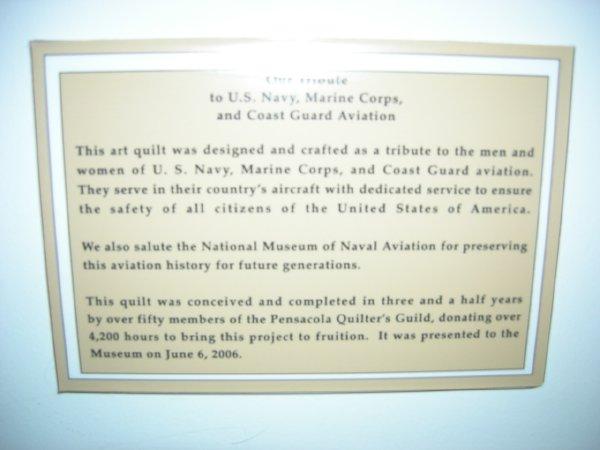 Our Tribute
to U.S. Navy, Marine Corps,
and Coast Guard Aviation
This art quilt was designed and crafted as a tribute to the men and
women of U. S. Navy, Marine Corps, and Coast Guard aviation.
They serve in their country's aircraft with dedicated service to ensure
the safety of all citizens of the United States of America.
We also salute the National Museum of Naval Aviation for preserving
this aviation history for future generations.
This quilt was conceived and completed in three and a half years
by over fifty members of the Pensacola Quilter's Guild, donating over
4,200 hours to bring this project to fruition. It was presented to the
Museum on June 6, 2006.